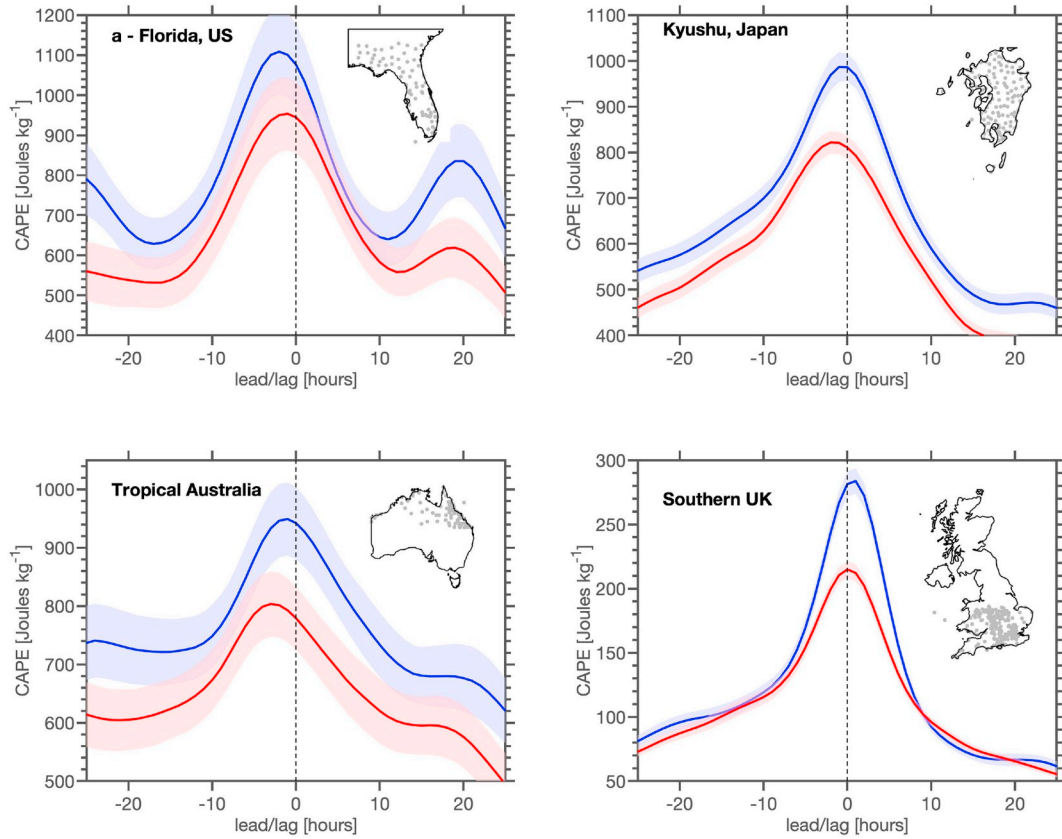 a - Florida, US
CAPE [Joules kg-1]
1200
1100
1000
900
800
700
600
500
400
-20 -10 0 10 20
lead/lag [hours]
Kyushu, Japan
CAPE [Joules kg-1]
1100
1000
900
800
700
600
500
400
-20 -10 0 10 20
lead/lag [hours]
Tropical Australia
CAPE [Joules kg-1]
1000
900
800
700
600
500
-20 -10 0 10 20
lead/lag [hours]
Southern UK
CAPE [Joules kg-1]
300
250
200
150
100
50
-20 -10 0 10 20
lead/lag [hours]